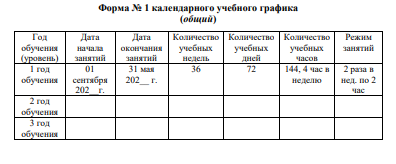 Форма № 1 календарного учебного графика
(общий)
Год обучения (уровень) Дата начала занятий Дата окончания занятий Количество учебных недель Количество учебных дней Количество учебных часов Режим занятий
1 год обучения 01 сентября 202__г. 31 мая 202__ г. 36 72 144, 4 час в неделю 2 раза в нед. по 2 час
2 год обучения
3 год обучения